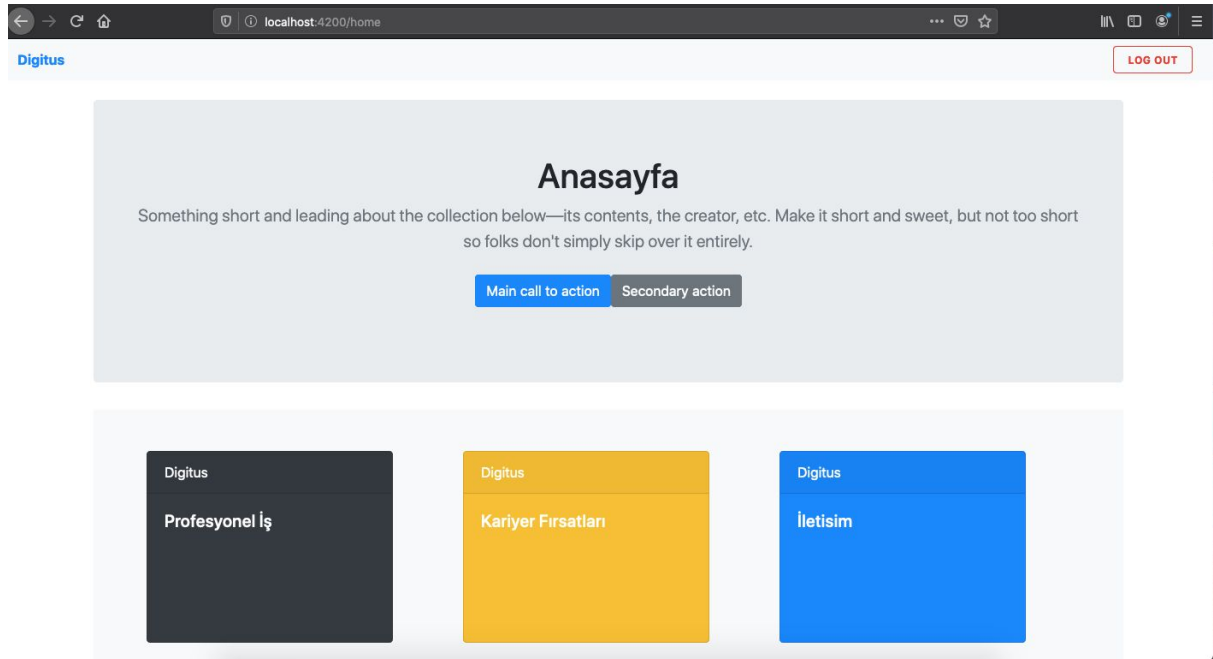 localhost:4200/home
Digitus
LOG OUT
Anasayfa
Something short and leading about the collection below—its contents, the creator, etc. Make it short and sweet, but not too short
so folks don't simply skip over it entirely.
Main call to action Secondary action
Digitus Digitus Digitus
Profesyonel İş Kariyer Fırsatları İletisim